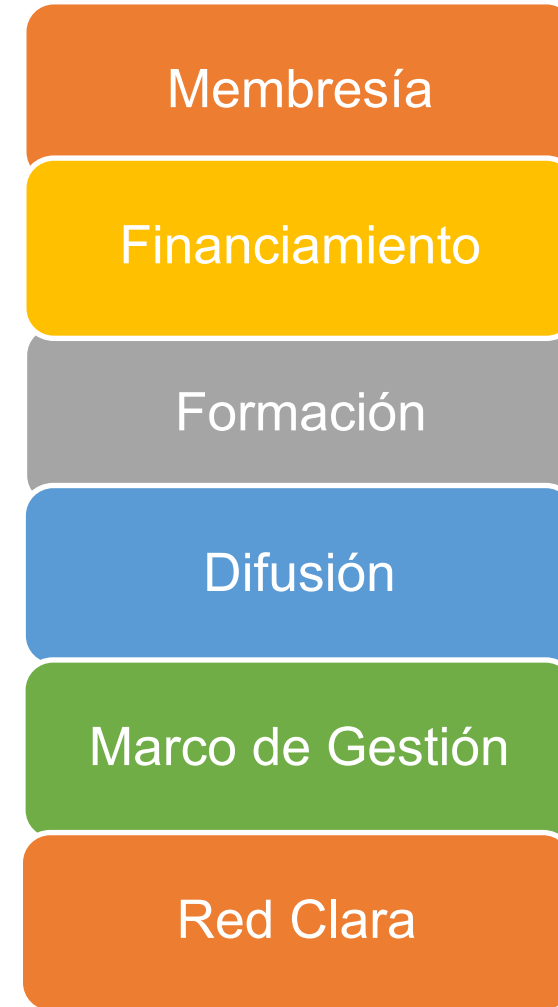 Membresía
Financiamiento
Formación
Difusión
Marco de Gestión
Red Clara